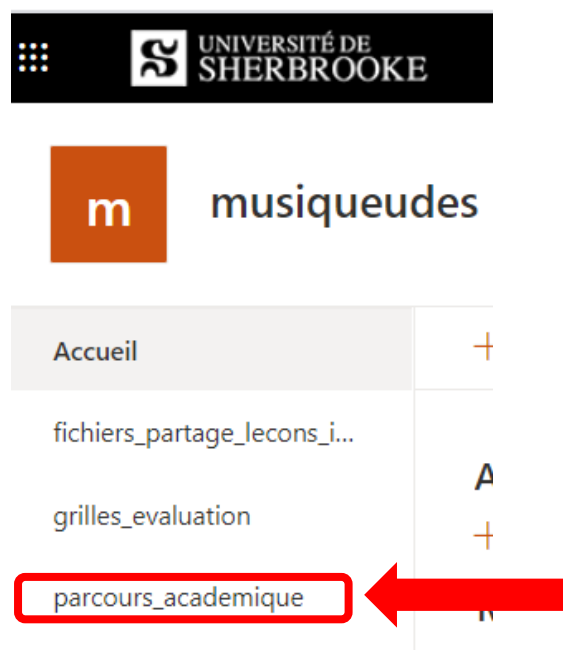 UNIVERSITÉ DE
SHERBROOKE
m musiqueudes
Accueil
fichiers_partage_lecons_i...
A
grilles_evaluation
parcours_academique